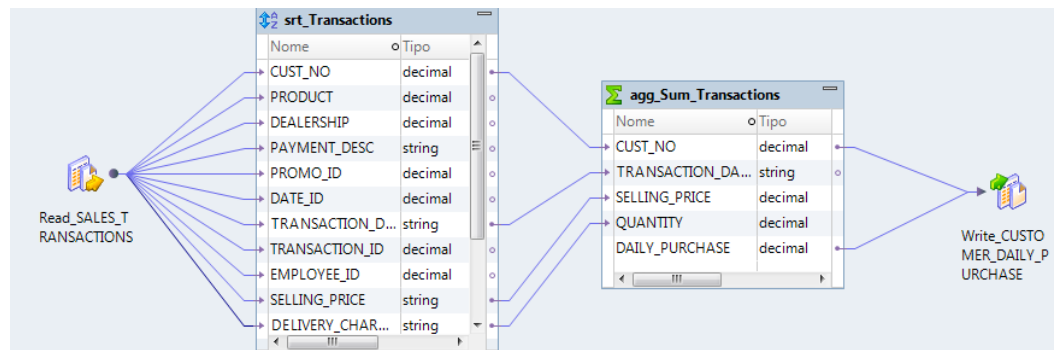 srt_Transactions
Nome Tipo
CUST_NO decimal
PRODUCT decimal
DEALERSHIP decimal
PAYMENT_DESC string
PROMO_ID decimal
DATE_ID decimal
TRANSACTION_D... string
TRANSACTION_ID decimal
EMPLOYEE_ID decimal
SELLING_PRICE string
DELIVERY_CHAR... string
Read_SALES_T
RANSACTIONS
agg_Sum_Transactions
Nome Tipo
CUST_NO decimal
TRANSACTION_DA... string
SELLING_PRICE decimal
QUANTITY decimal
DAILY_PURCHASE decimal
Write_CUSTO
MER_DAILY_P
URCHASE